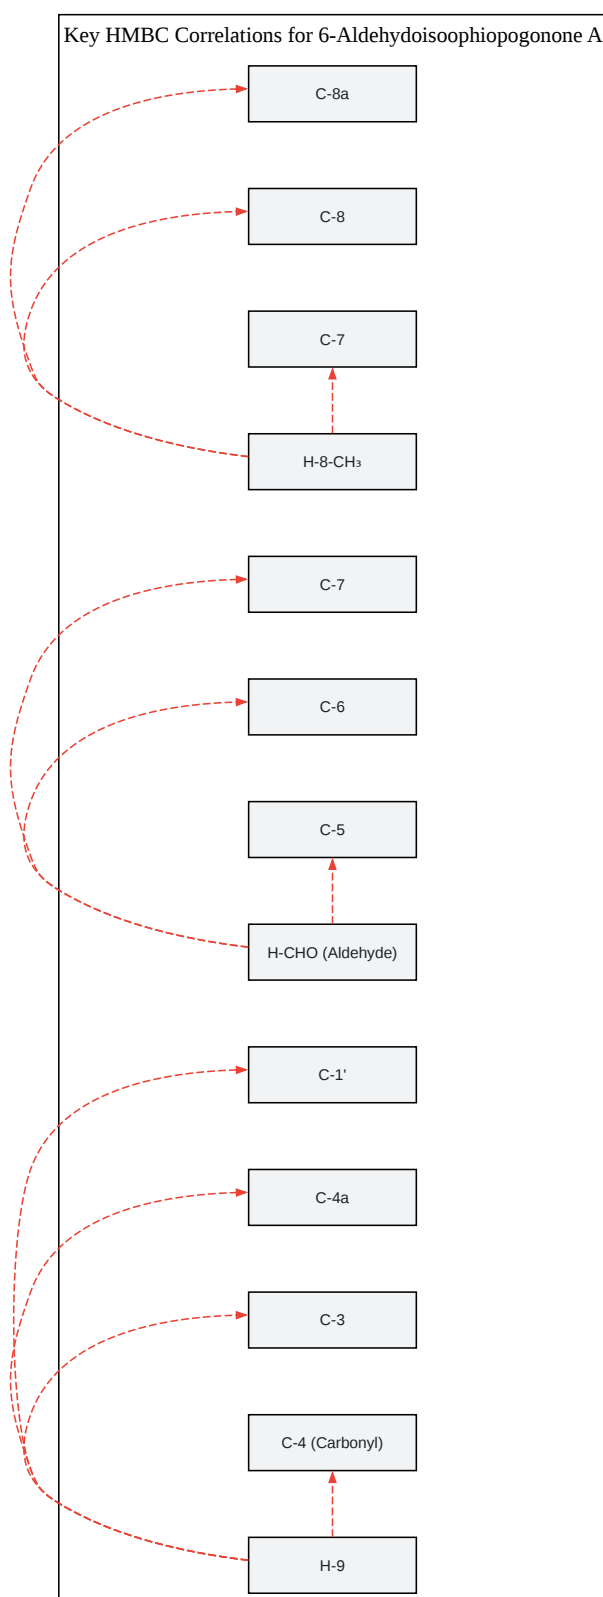 Key HMBC Correlations for 6-Aldehydoisoophiopogonone A
C-8a
C-8
C-7
H-8-CH₃
C-7
C-6
C-5
H-CHO (Aldehyde)
C-1'
C-4a
C-3
C-4 (Carbonyl)
H-9